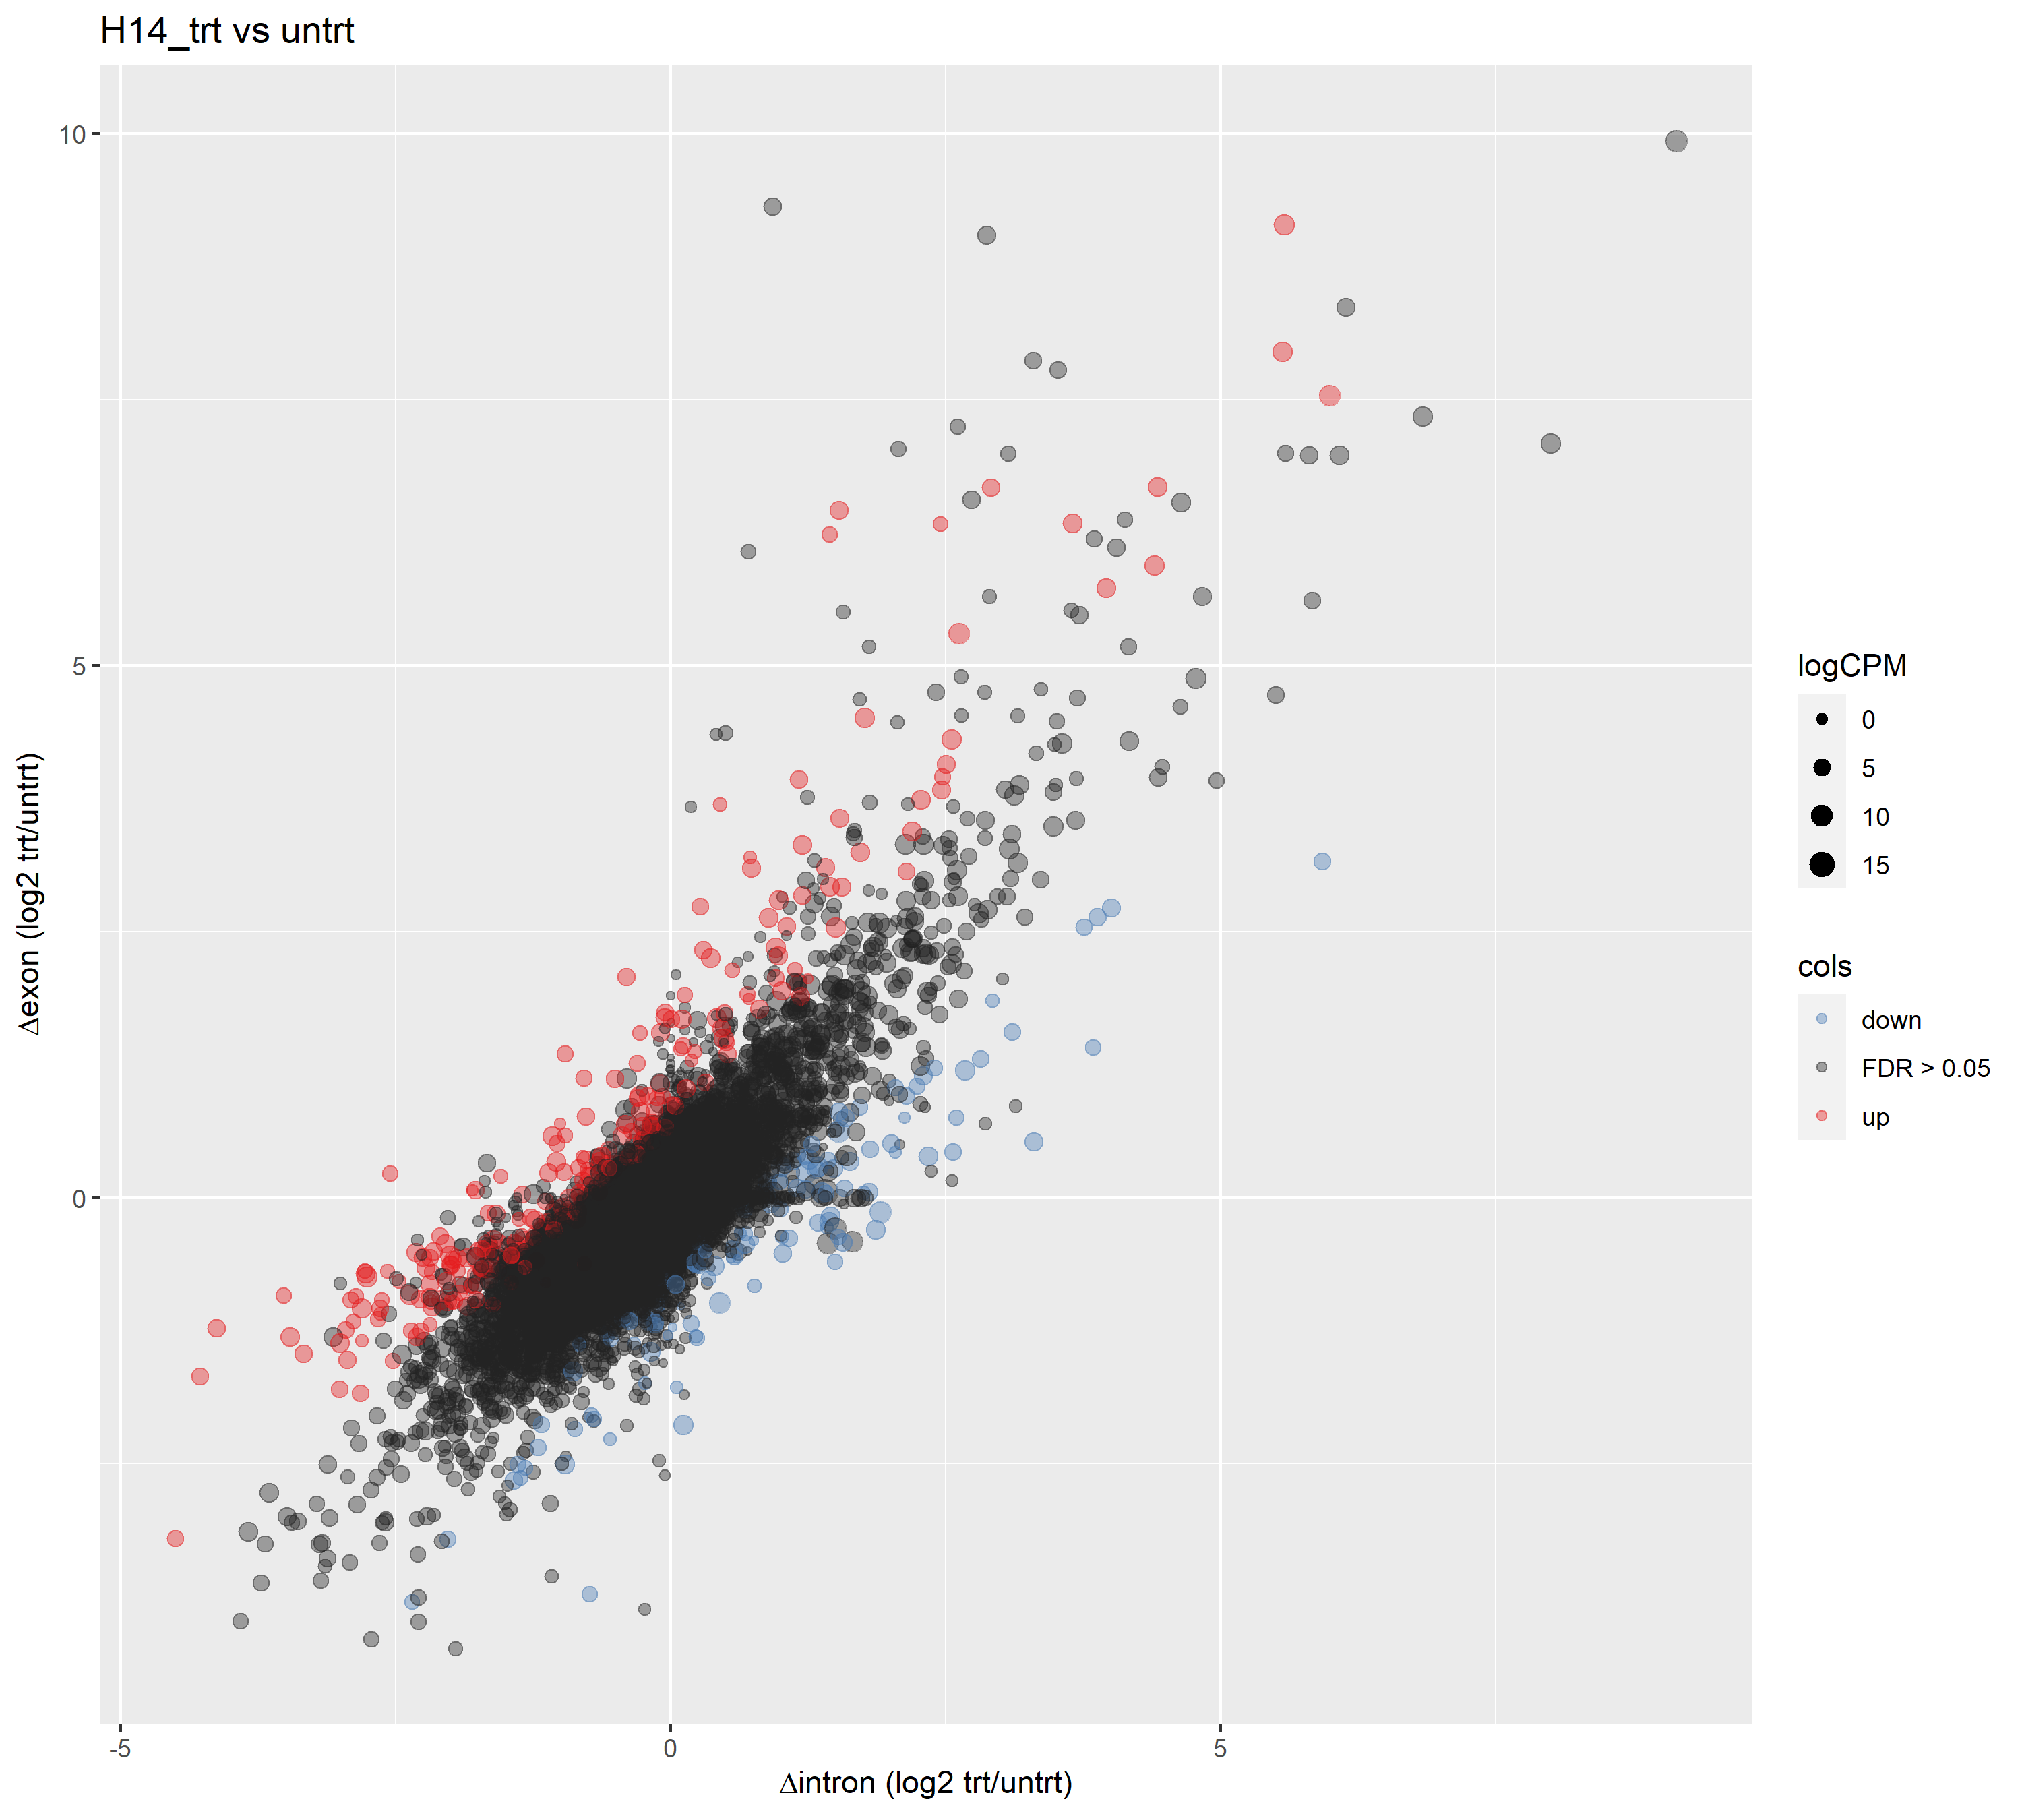 H14_trt vs untrt
10
5
0
Δexon (log2 trt/untrt)
-5
0
5
Δintron (log2 trt/untrt)
logCPM
0
5
10
15
cols
down
FDR > 0.05
up